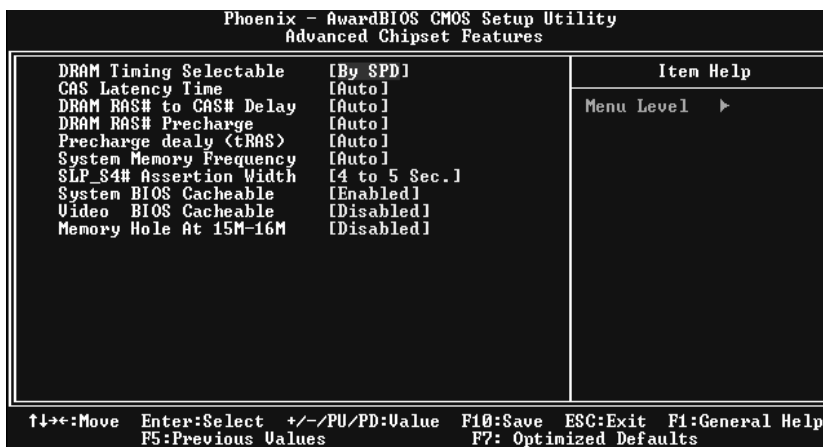 Phoenix - AwardBIOS CMOS Setup Utility
Advanced Chipset Features
DRAM Timing Selectable [By SPD]
CAS Latency Time [Auto]
DRAM RAS# to CAS# Delay [Auto]
DRAM RAS# Precharge [Auto]
Precharge dealy (tRAS) [Auto]
System Memory Frequency [Auto]
SLP_S4# Assertion Width [4 to 5 Sec.]
System BIOS Cacheable [Enabled]
Video BIOS Cacheable [Disabled]
Memory Hole At 15M-16M [Disabled]
Item Help
Menu Level ▶
↑↓→←:Move Enter:Select +/-/PU/PD:Value F10:Save ESC:Exit F1:General Help
F5:Previous Values F7: Optimized Defaults